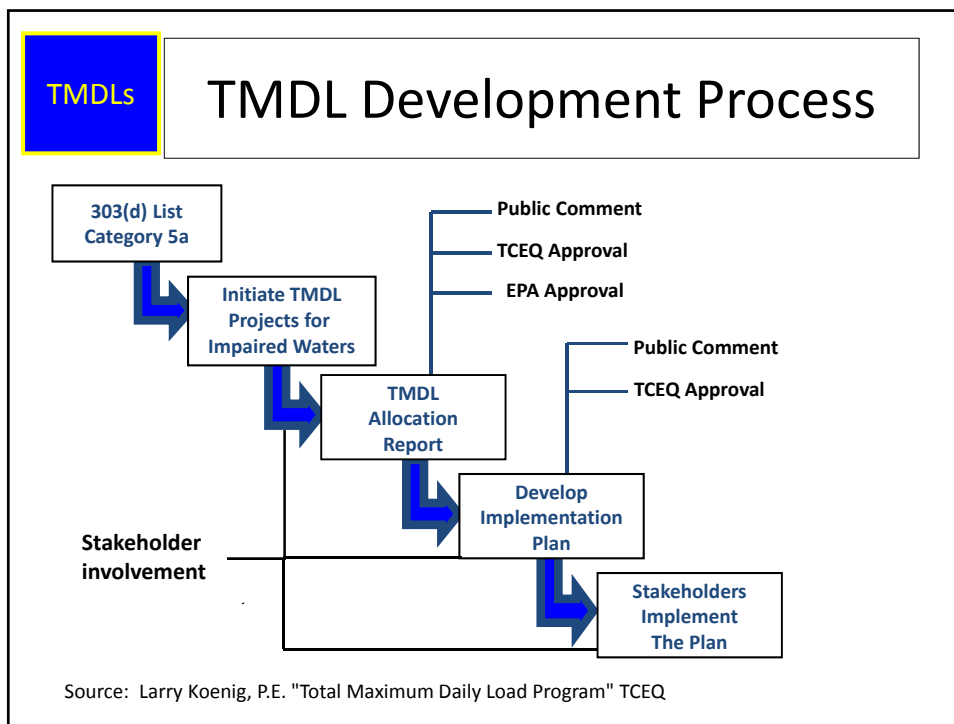 TMDLs
TMDL Development Process
303(d) List
Category 5a
Initiate TMDL
Projects for
Impaired Waters
TMDL
Allocation
Report
Public Comment
TCEQ Approval
EPA Approval
Develop
Implementation
Plan
Public Comment
TCEQ Approval
Stakeholder
involvement
Stakeholders
Implement
The Plan
Source: Larry Koenig, P.E. "Total Maximum Daily Load Program" TCEQ